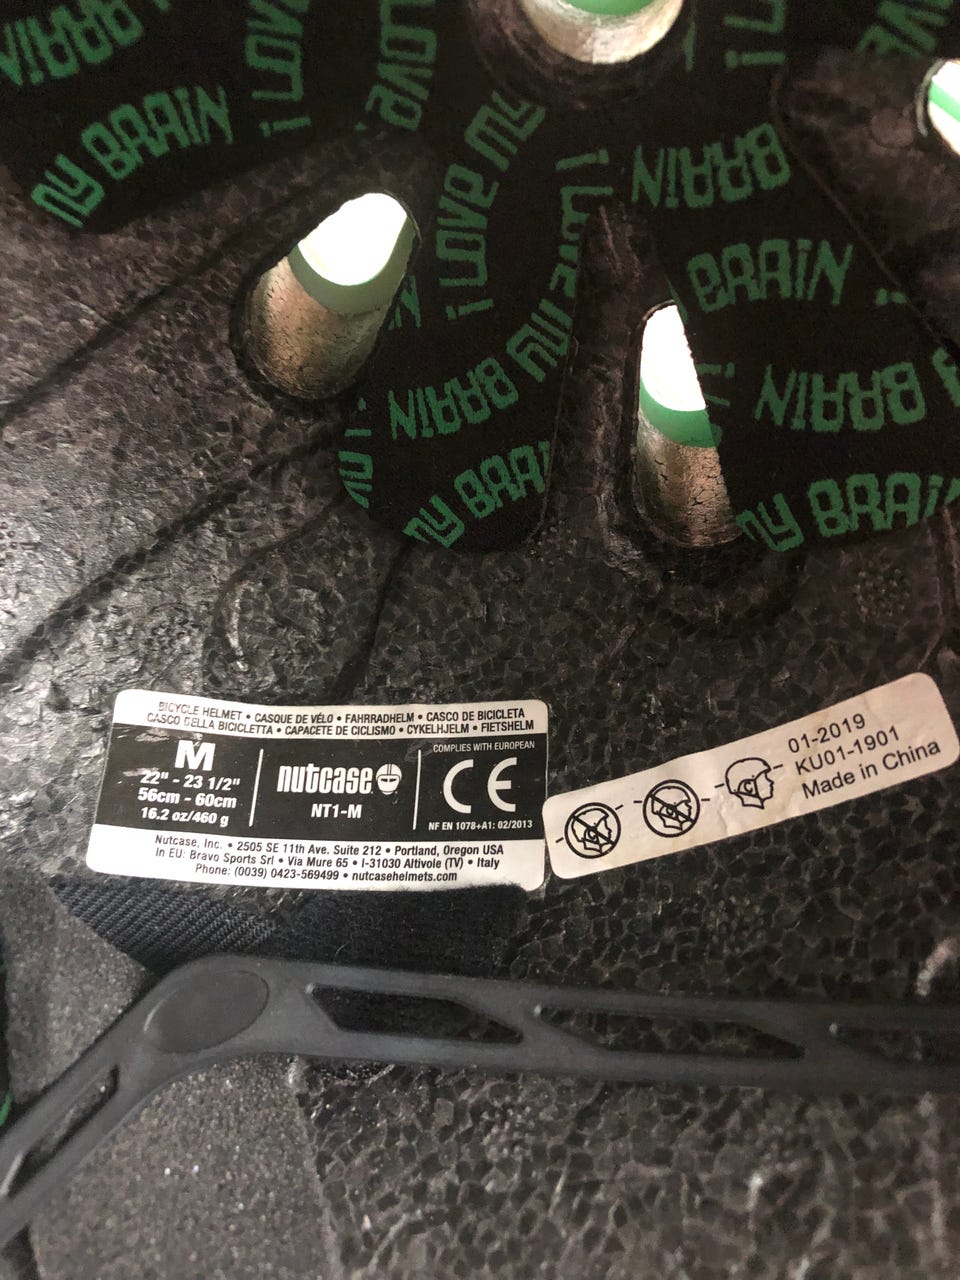 BRAIN
MY BRAIN
i LOVE
LOVE
i LOVE MY
i LOVE MY
BRAIN
MY BRAIN
BRAIN
BRAIN
BRAIN
MY BRAIN
BICYCLE HELMET • CASQUE DE VÉLO • FAHRRADHELM • CASCO DE BICICLETA
CASCO DELLA BICICLETTA • CAPACETE DE CICLISMO • CYKELHJELM • FIETSHELM
M
22" - 23 1/2"
56cm - 60cm
16.2 oz/460 g
nutcase
NT1-M
COMPLIES WITH EUROPEAN
CE
NF EN 1078+A1: 02/2013
Nutcase, Inc. • 2505 SE 11th Ave. Suite 212 • Portland, Oregon USA
In EU: Bravo Sports Srl • Via Mure 65 • I-31030 Altivole (TV) • Italy
Phone: (0039) 0423-569499 • nutcasehelmets.com
01-2019
KU01-1901
Made in China